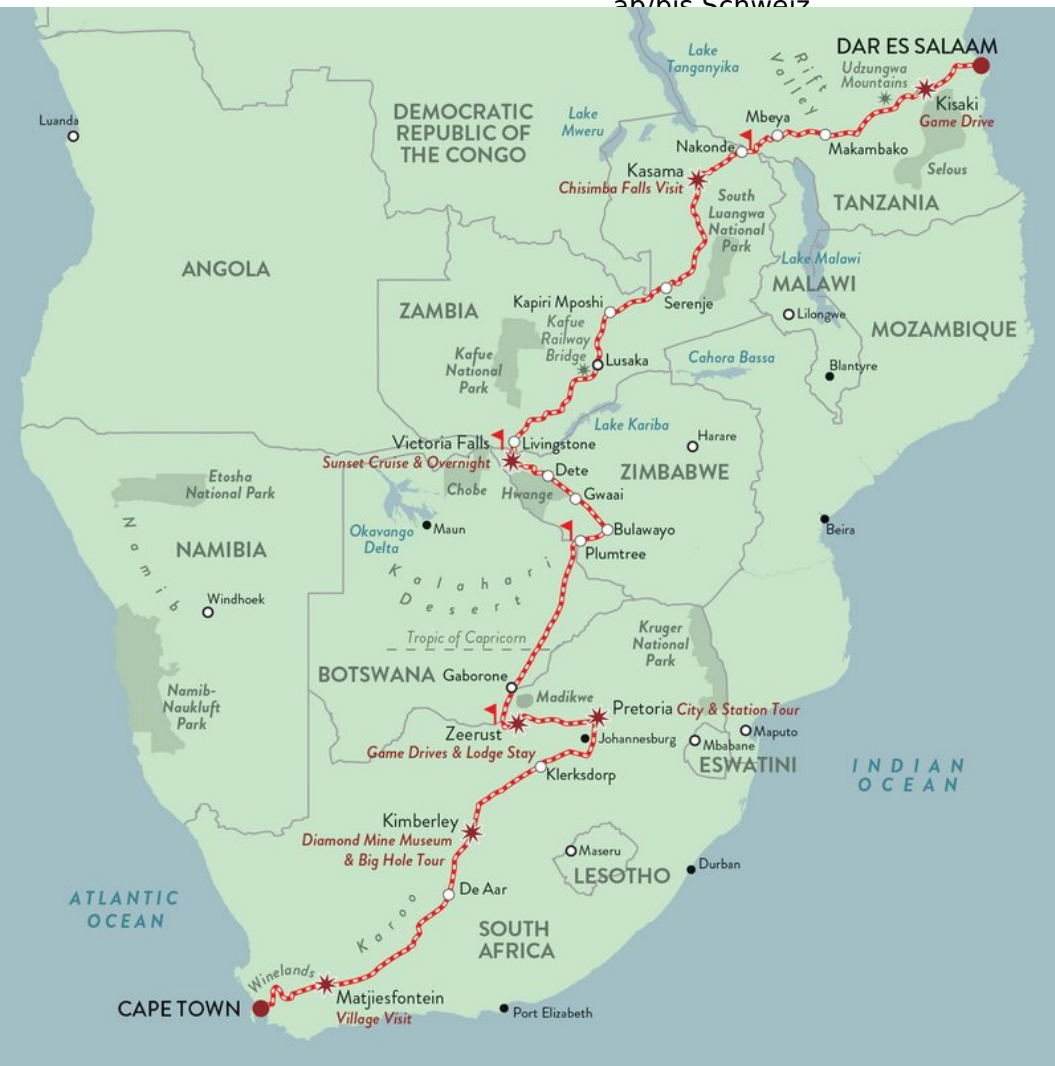 ab/bis Schweiz
DAR ES SALAAM
Lake
Tanganyika
Rift
Valley
Udzungwa
Mountains
Kisaki
Game Drive
Luanda
DEMOCRATIC
REPUBLIC OF
THE CONGO
Lake
Mweru
Mbeya
Nakonde
Makambako
Kasama
Chisimba Falls Visit
Selous
South
Luangwa
National
Park
TANZANIA
ANGOLA
Lake Malawi
MALAWI
ZAMBIA
Kapiri Mposhi
Serenje
Lilongwe
MOZAMBIQUE
Kafue
Railway
Bridge
Kafue
National
Park
Lusaka
Cahora Bassa
Blantyre
Lake Kariba
Victoria Falls
Livingstone
Harare
Sunset Cruise & Overnight
Dete
ZIMBABWE
Etosha
National Park
Chobe
Hwange
Gwaai
Namib
NAMIBIA
Okavango
Delta
Maun
Bulawayo
Beira
Plumtree
Kalahari
Desert
Windhoek
Tropic of Capricorn
Kruger
National
Park
BOTSWANA
Gaborone
Namib-
Naukluft
Park
Madikwe
Pretoria City & Station Tour
Zeerust
Johannesburg
Maputo
Mbabane
Game Drives & Lodge Stay
ESWATINI
Klerksdorp
INDIAN
OCEAN
Kimberley
Diamond Mine Museum
& Big Hole Tour
Maseru
LESOTHO
Durban
De Aar
ATLANTIC
OCEAN
Karoo
SOUTH
AFRICA
Winelands
CAPE TOWN
Matjiesfontein
Village Visit
Port Elizabeth